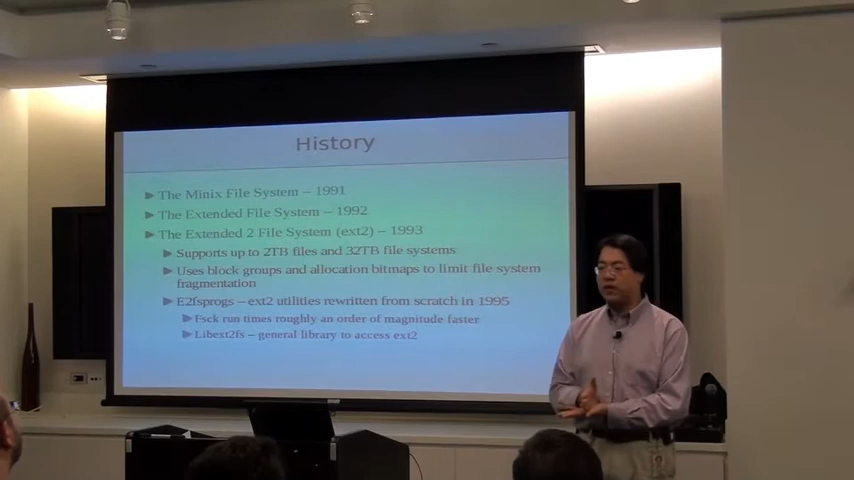 History
The Minix File System – 1991
The Extended File System – 1992
The Extended 2 File System (ext2) – 1993
Supports up to 2TB files and 32TB file systems
Uses block groups and allocation bitmaps to limit file system
fragmentation
E2fsprogs – ext2 utilities rewritten from scratch in 1995
Fsck run times roughly an order of magnitude faster
Libext2fs – general library to access ext2